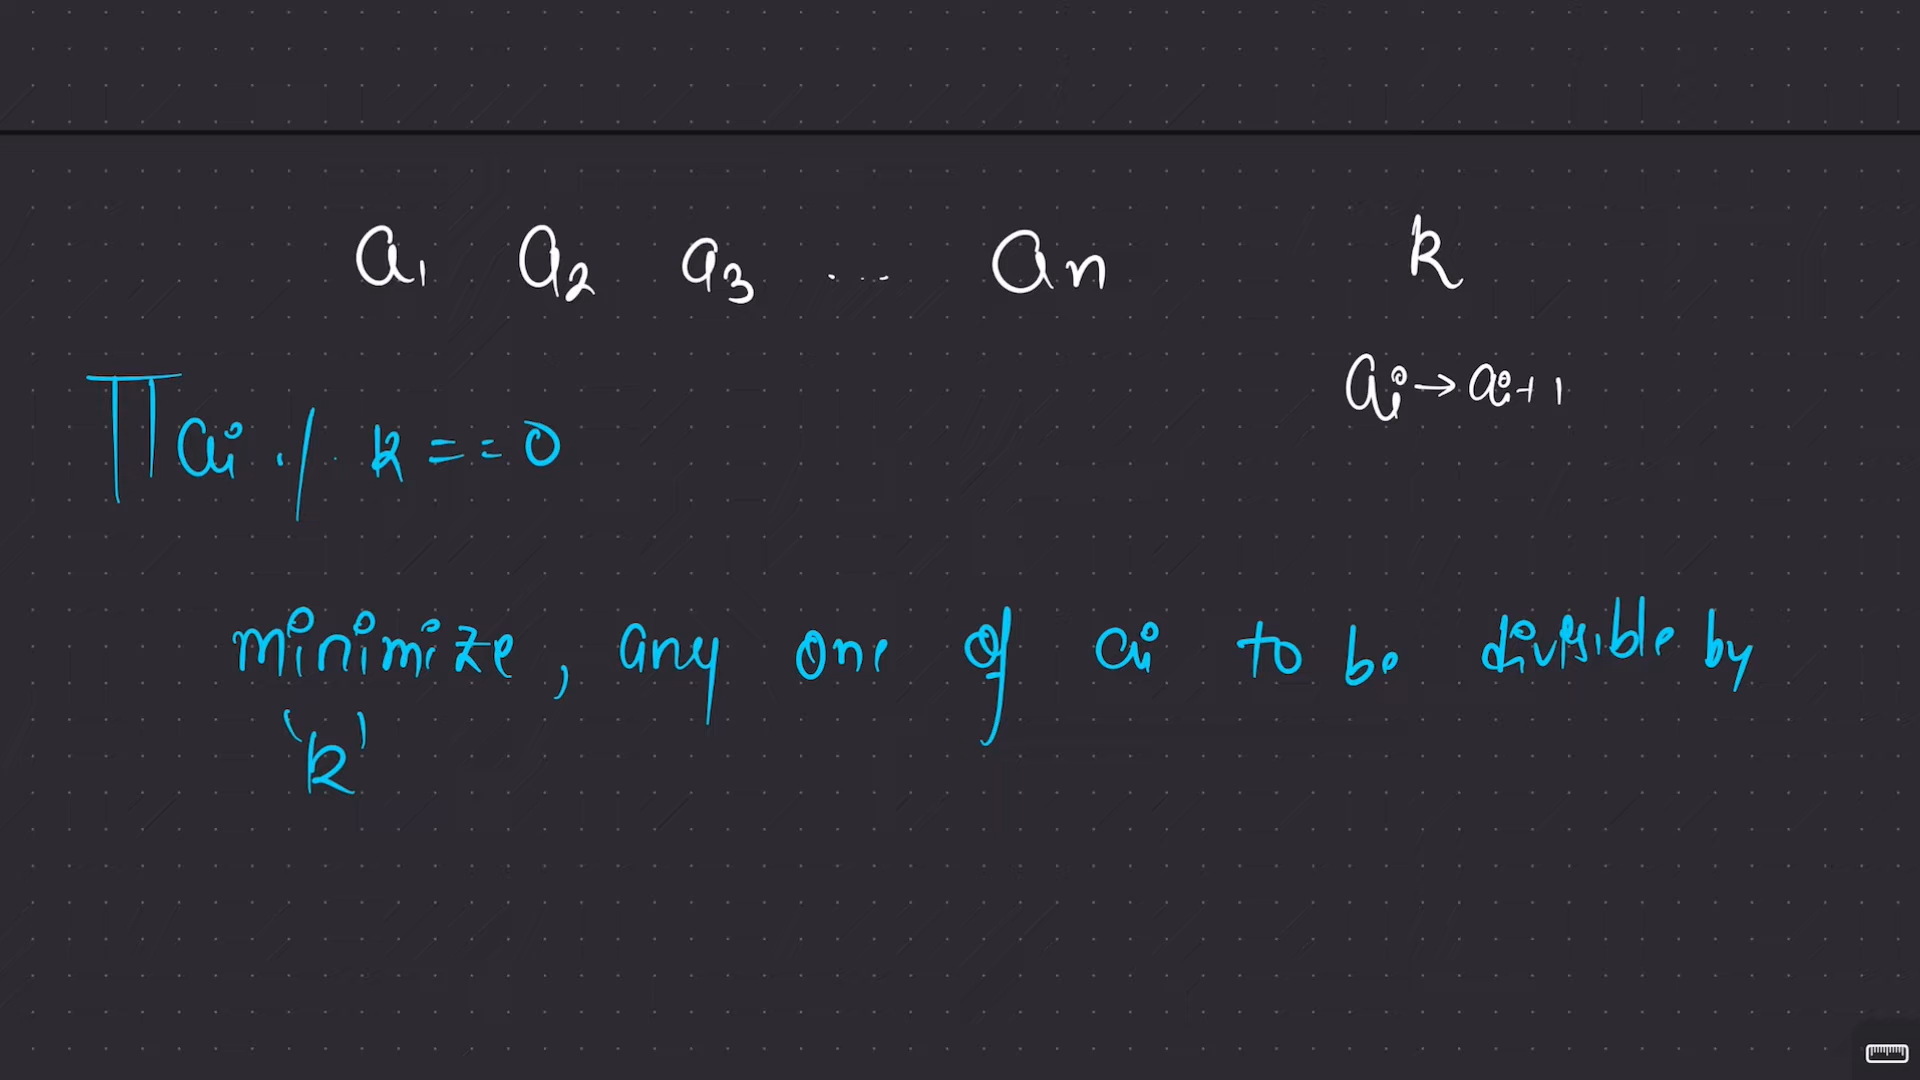 a1 a2 a3 ... an k
ai → ai+1
∏ ai % k == 0
minimize, any one of ai to be divisible by
'k'